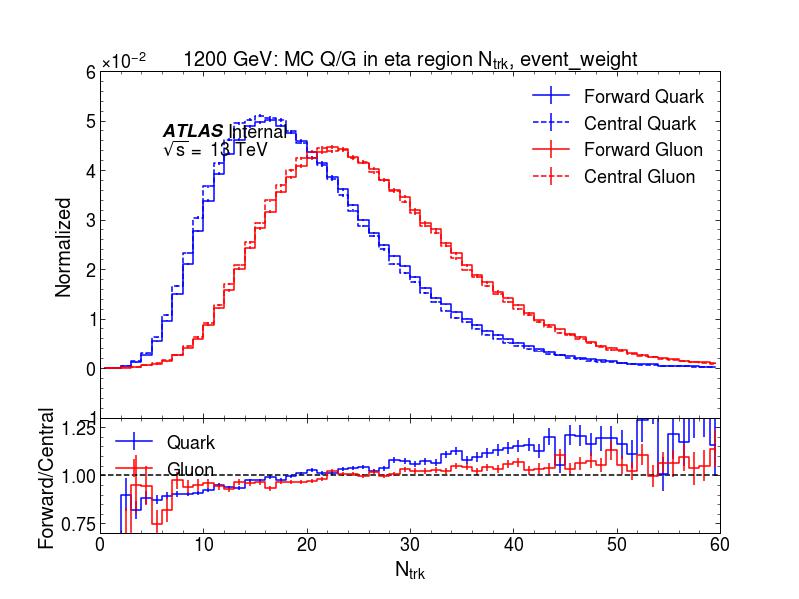 ×10⁻² 1200 GeV: MC Q/G in eta region Ntrk, event_weight
6
5
4
3
2
1
0
1
Normalized
ATLAS Internal
√s = 13 TeV
Forward Quark
Central Quark
Forward Gluon
Central Gluon
1.25
1.00
0.75
Forward/Central
Quark
Gluon
0 10 20 30 40 50 60
Ntrk